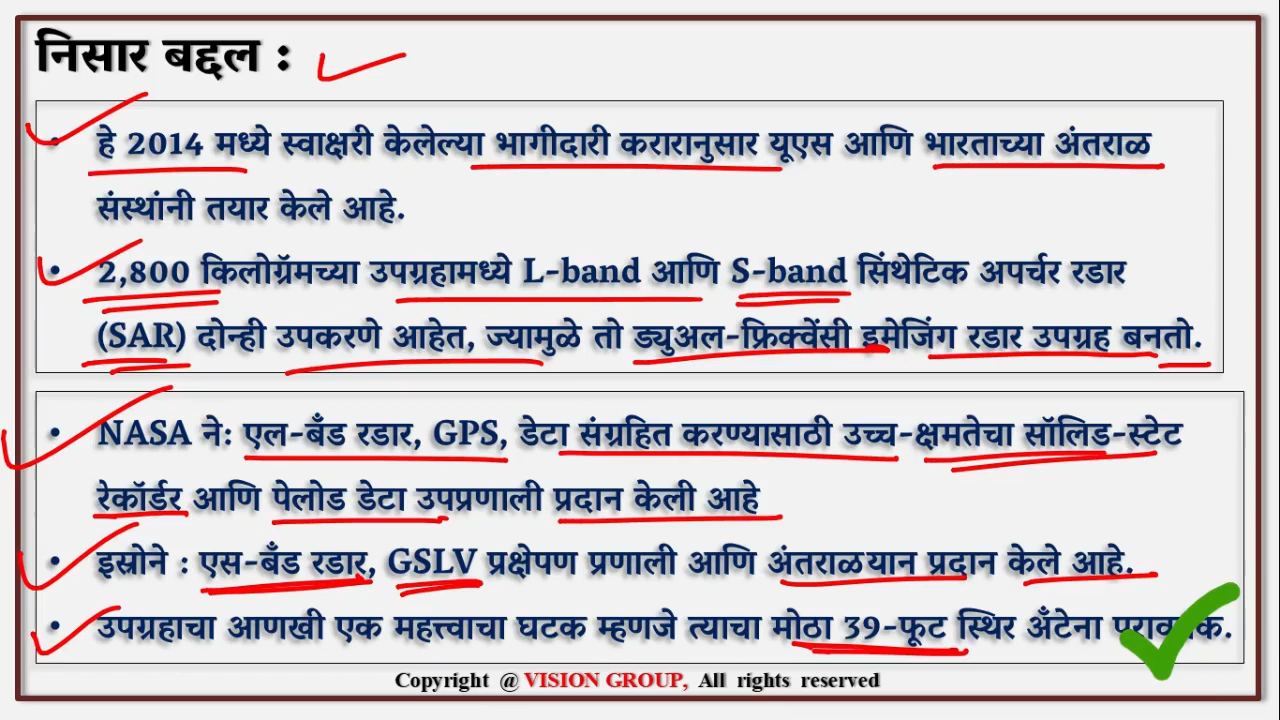 निसार बद्दल :
• हे 2014 मध्ये स्वाक्षरी केलेल्या भागीदारी करारानुसार यूएस आणि भारताच्या अंतराळ
संस्थांनी तयार केले आहे.
• 2,800 किलोग्रॅमच्या उपग्रहामध्ये L-band आणि S-band सिंथेटिक अपर्चर रडार
(SAR) दोन्ही उपकरणे आहेत, ज्यामुळे तो ड्युअल-फ्रिक्वेंसी इमेजिंग रडार उपग्रह बनतो.
• NASA ने: एल-बँड रडार, GPS, डेटा संग्रहित करण्यासाठी उच्च-क्षमतेचा सॉलिड-स्टेट
रेकॉर्डर आणि पेलोड डेटा उपप्रणाली प्रदान केली आहे
• इस्रोने : एस-बँड रडार, GSLV प्रक्षेपण प्रणाली आणि अंतराळयान प्रदान केले आहे.
• उपग्रहाचा आणखी एक महत्त्वाचा घटक म्हणजे त्याचा मोठा 39-फूट स्थिर अँटेना
Copyright @ VISION GROUP, All rights reserved